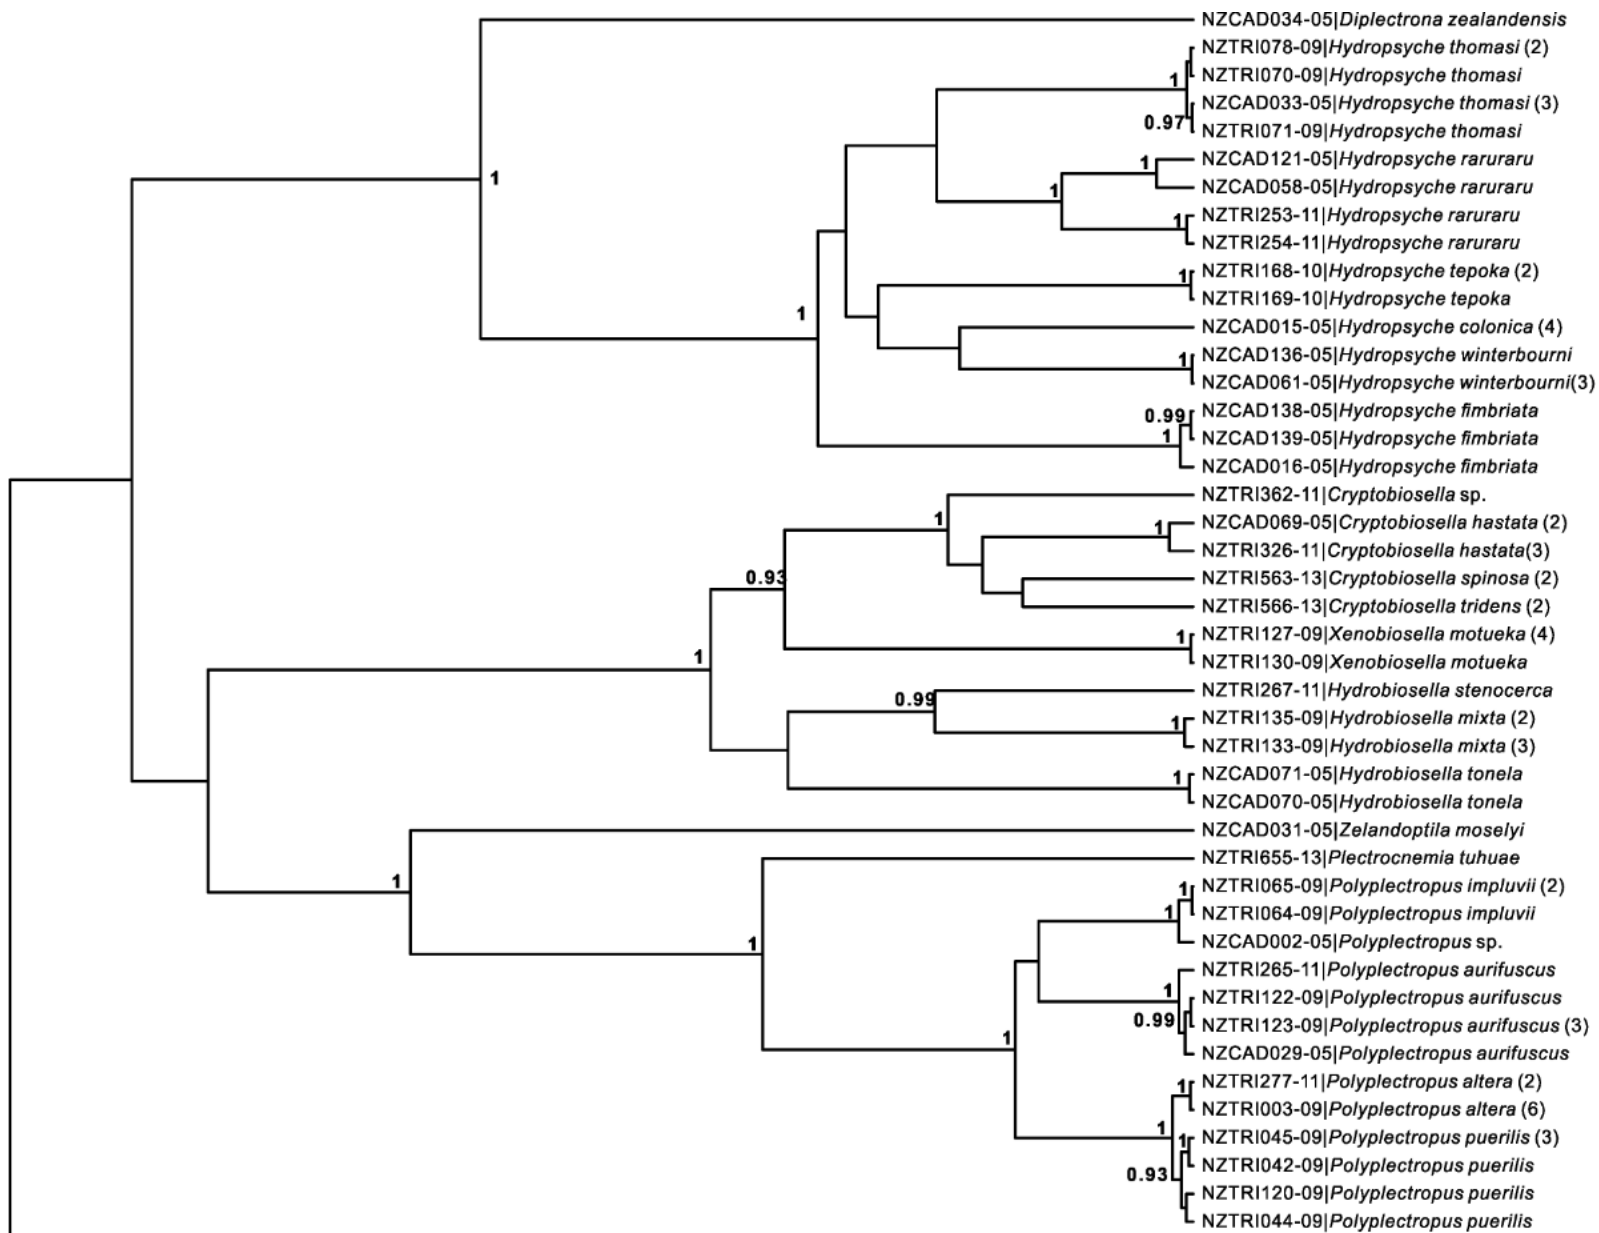 NZCAD034-05|Diplectrona zealandensis
NZTRI078-09|Hydropsyche thomasi (2)
NZTRI070-09|Hydropsyche thomasi
1
NZCAD033-05|Hydropsyche thomasi (3)
0.97
NZTRI071-09|Hydropsyche thomasi
NZCAD121-05|Hydropsyche raruraru
1
1
NZCAD058-05|Hydropsyche raruraru
1
NZTRI253-11|Hydropsyche raruraru
1
NZTRI254-11|Hydropsyche raruraru
NZTRI168-10|Hydropsyche tepoka (2)
1
NZTRI169-10|Hydropsyche tepoka
1
NZCAD015-05|Hydropsyche colonica (4)
NZCAD136-05|Hydropsyche winterbourni
1
NZCAD061-05|Hydropsyche winterbourni(3)
NZCAD138-05|Hydropsyche fimbriata
0.99
NZCAD139-05|Hydropsyche fimbriata
1
NZCAD016-05|Hydropsyche fimbriata
NZTRI362-11|Cryptobiosella sp.
1
NZCAD069-05|Cryptobiosella hastata (2)
1
NZTRI326-11|Cryptobiosella hastata(3)
0.93
NZTRI563-13|Cryptobiosella spinosa (2)
NZTRI566-13|Cryptobiosella tridens (2)
NZTRI127-09|Xenobiosella motueka (4)
1
1
NZTRI130-09|Xenobiosella motueka
NZTRI267-11|Hydrobiosella stenocerca
0.99
NZTRI135-09|Hydrobiosella mixta (2)
1
NZTRI133-09|Hydrobiosella mixta (3)
NZCAD071-05|Hydrobiosella tonela
1
NZCAD070-05|Hydrobiosella tonela
NZCAD031-05|Zelandoptila moselyi
NZTRI655-13|Plectrocnemia tuhuae
1
NZTRI065-09|Polyplectropus impluvii (2)
1
NZTRI064-09|Polyplectropus impluvii
1
NZCAD002-05|Polyplectropus sp.
1
NZTRI265-11|Polyplectropus aurifuscus
1
NZTRI122-09|Polyplectropus aurifuscus
0.99
NZTRI123-09|Polyplectropus aurifuscus (3)
1
NZCAD029-05|Polyplectropus aurifuscus
NZTRI277-11|Polyplectropus altera (2)
1
NZTRI003-09|Polyplectropus altera (6)
1
NZTRI045-09|Polyplectropus puerilis (3)
1
NZTRI042-09|Polyplectropus puerilis
0.93
NZTRI120-09|Polyplectropus puerilis
NZTRI044-09|Polyplectropus puerilis